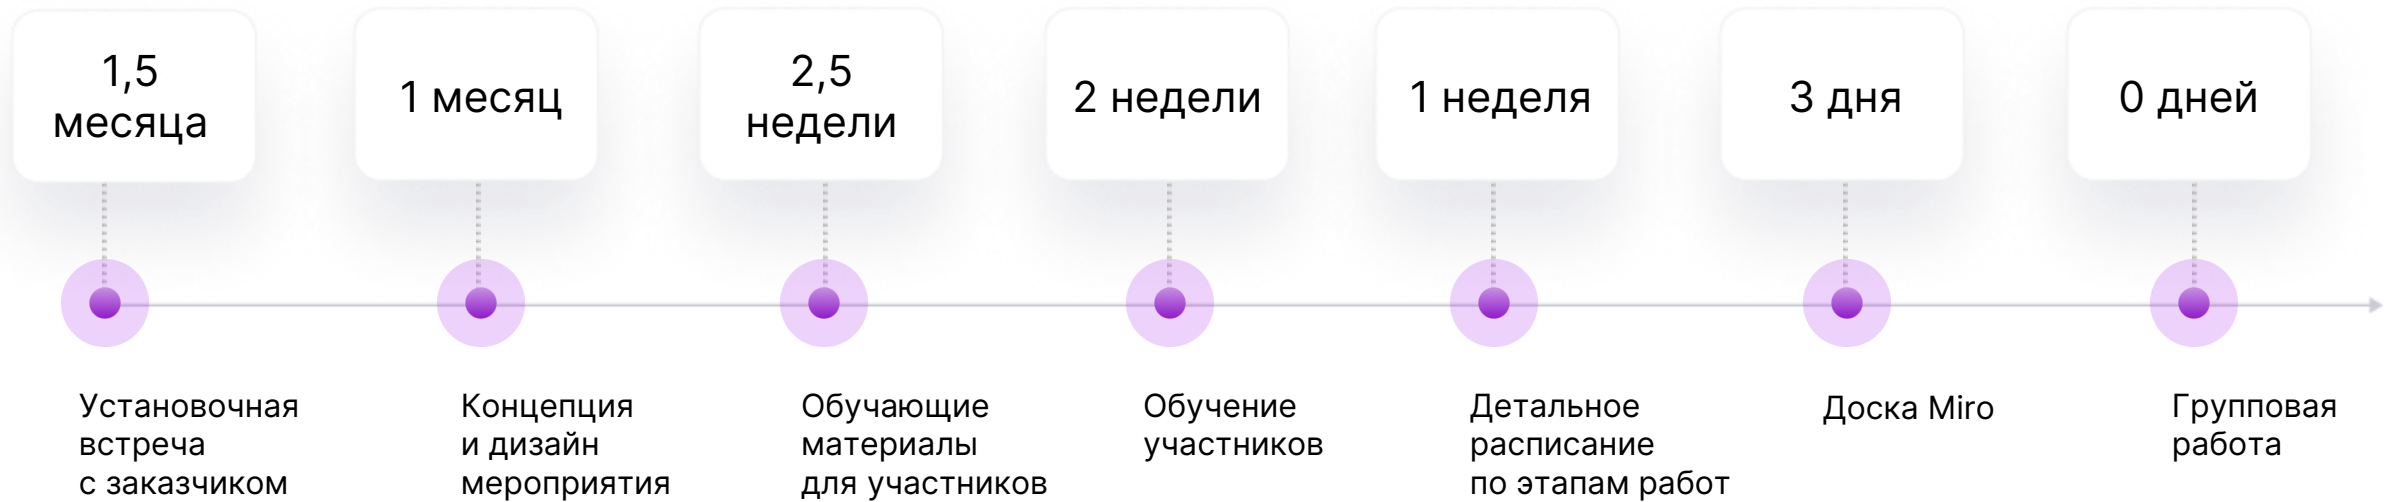 1,5
месяца
1 месяц
2,5
недели
2 недели
1 неделя
3 дня
0 дней
Установочная
встреча
с заказчиком
Концепция
и дизайн
мероприятия
Обучающие
материалы
для участников
Обучение
участников
Детальное
расписание
по этапам работ
Доска Miro
Групповая
работа